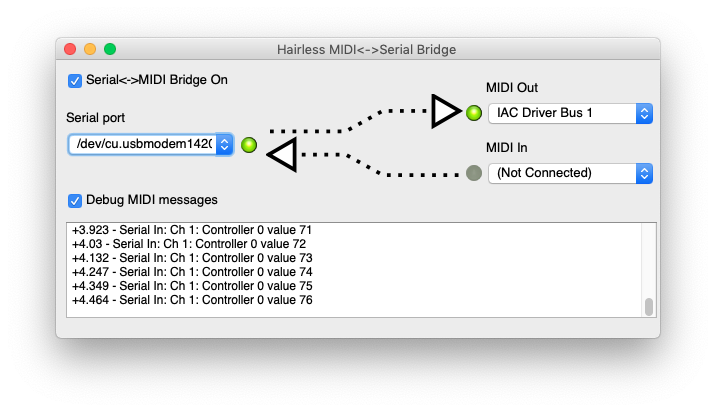 Hairless MIDI<->Serial Bridge
Serial<->MIDI Bridge On
MIDI Out
IAC Driver Bus 1
Serial port
/dev/cu.usbmodem1420
MIDI In
(Not Connected)
Debug MIDI messages
+3.923 - Serial In: Ch 1: Controller 0 value 71
+4.03 - Serial In: Ch 1: Controller 0 value 72
+4.132 - Serial In: Ch 1: Controller 0 value 73
+4.247 - Serial In: Ch 1: Controller 0 value 74
+4.349 - Serial In: Ch 1: Controller 0 value 75
+4.464 - Serial In: Ch 1: Controller 0 value 76